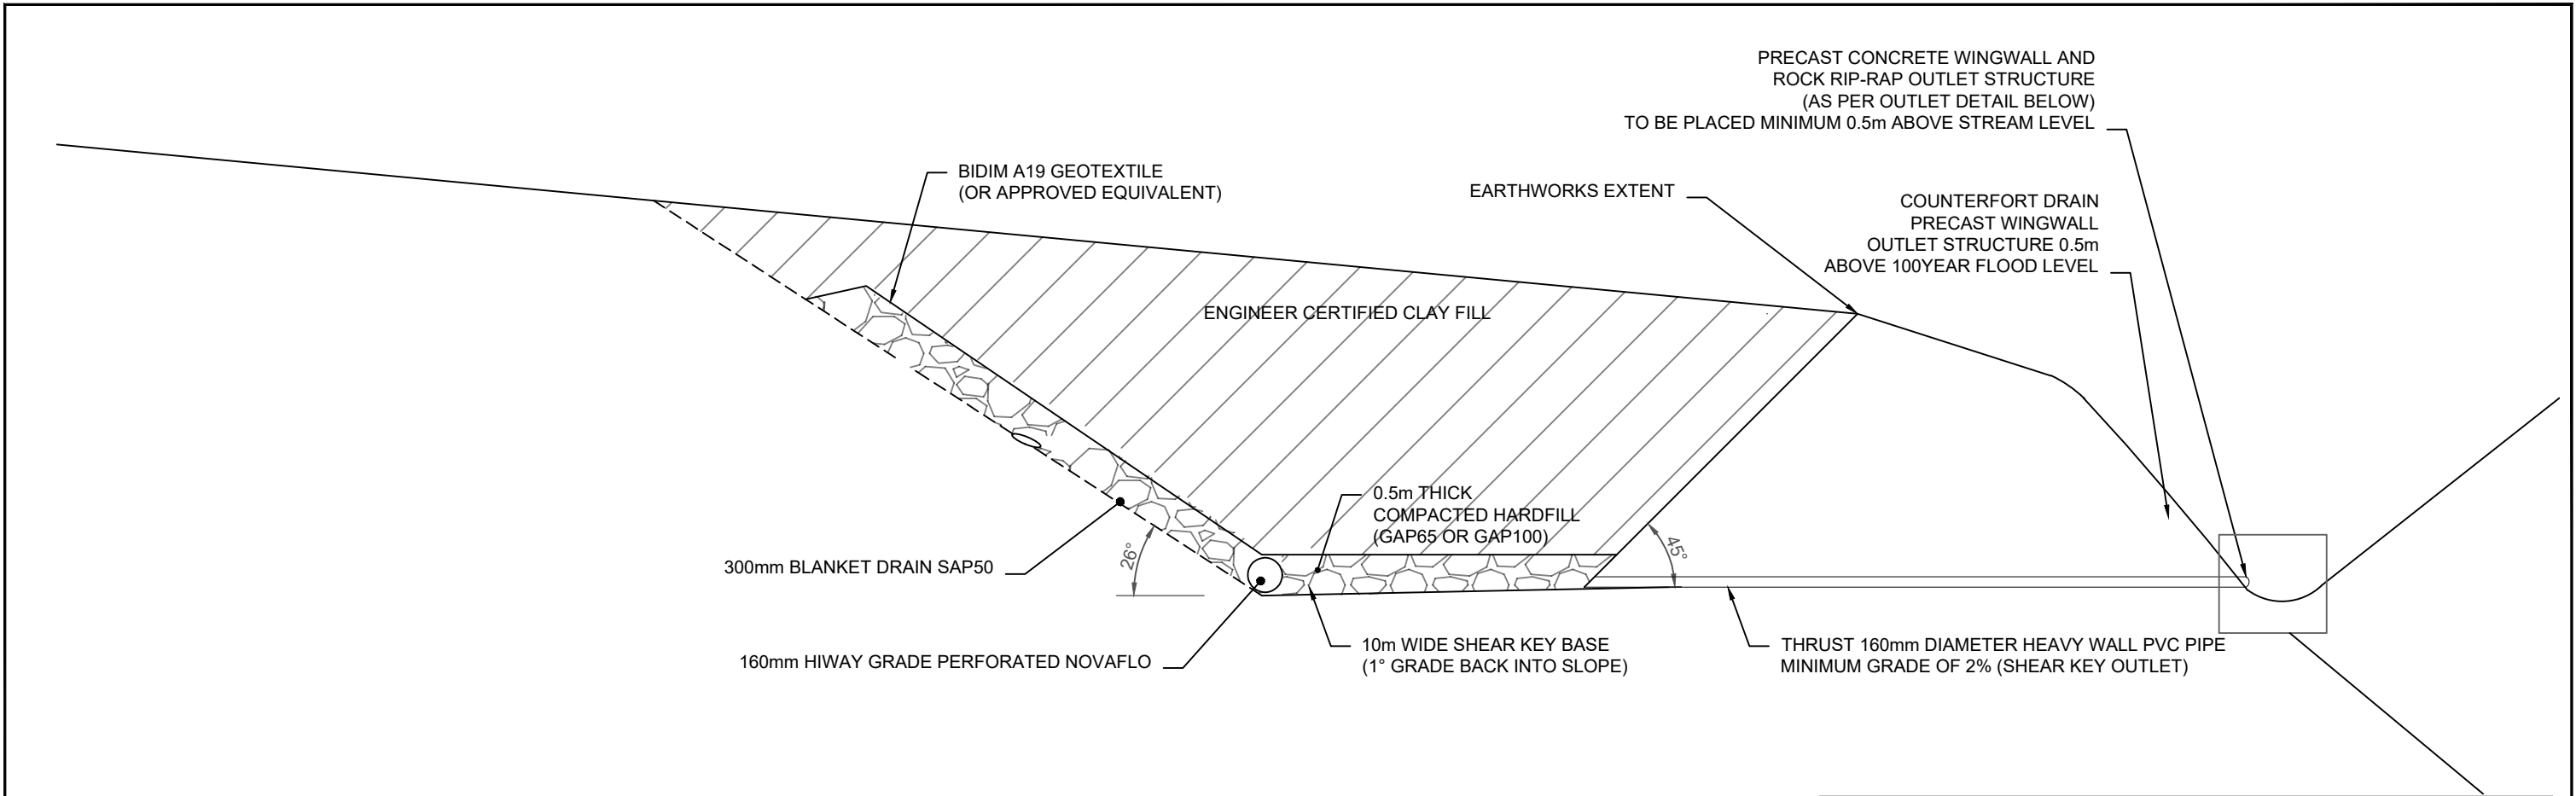 PRECAST CONCRETE WINGWALL AND
ROCK RIP-RAP OUTLET STRUCTURE
(AS PER OUTLET DETAIL BELOW)
TO BE PLACED MINIMUM 0.5m ABOVE STREAM LEVEL
BIDIM A19 GEOTEXTILE
(OR APPROVED EQUIVALENT)
EARTHWORKS EXTENT
COUNTERFORT DRAIN
PRECAST WINGWALL
OUTLET STRUCTURE 0.5m
ABOVE 100YEAR FLOOD LEVEL
ENGINEER CERTIFIED CLAY FILL
0.5m THICK
COMPACTED HARDFILL
(GAP65 OR GAP100)
45°
26°
300mm BLANKET DRAIN SAP50
160mm HIWAY GRADE PERFORATED NOVAFLO
10m WIDE SHEAR KEY BASE
(1° GRADE BACK INTO SLOPE)
THRUST 160mm DIAMETER HEAVY WALL PVC PIPE
MINIMUM GRADE OF 2% (SHEAR KEY OUTLET)